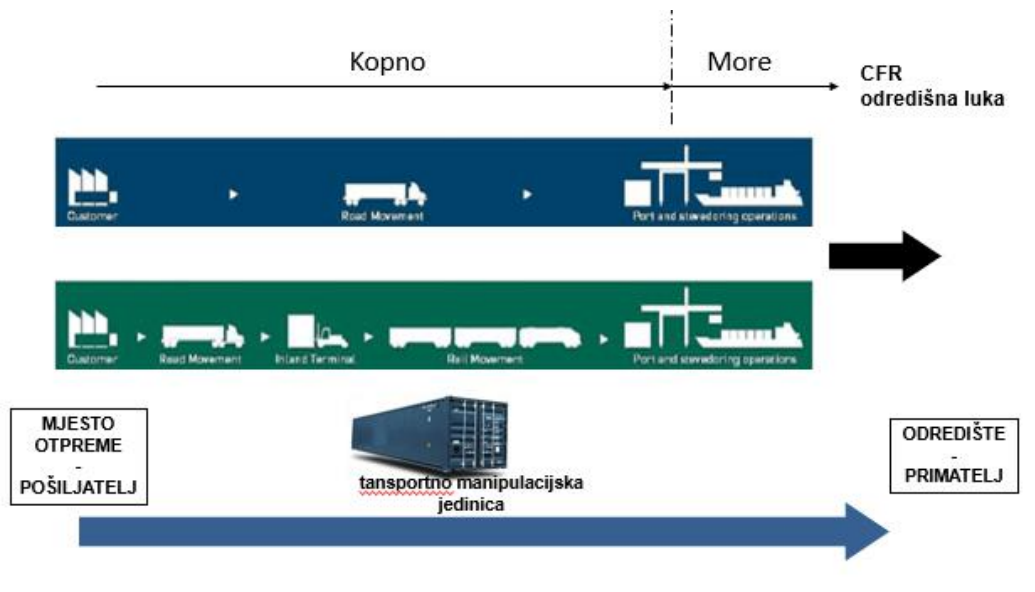 Kopno
More
CFR
odredišna luka
Customer
Road Movement
Port and stevedoring operations
Customer
Road Movement
Inland Terminal
Rail Movement
Port and stevedoring operations
MJESTO
OTPREME
-
POŠILJATELJ
tansportno manipulacijska
jedinica
ODREDIŠTE
-
PRIMATELJ